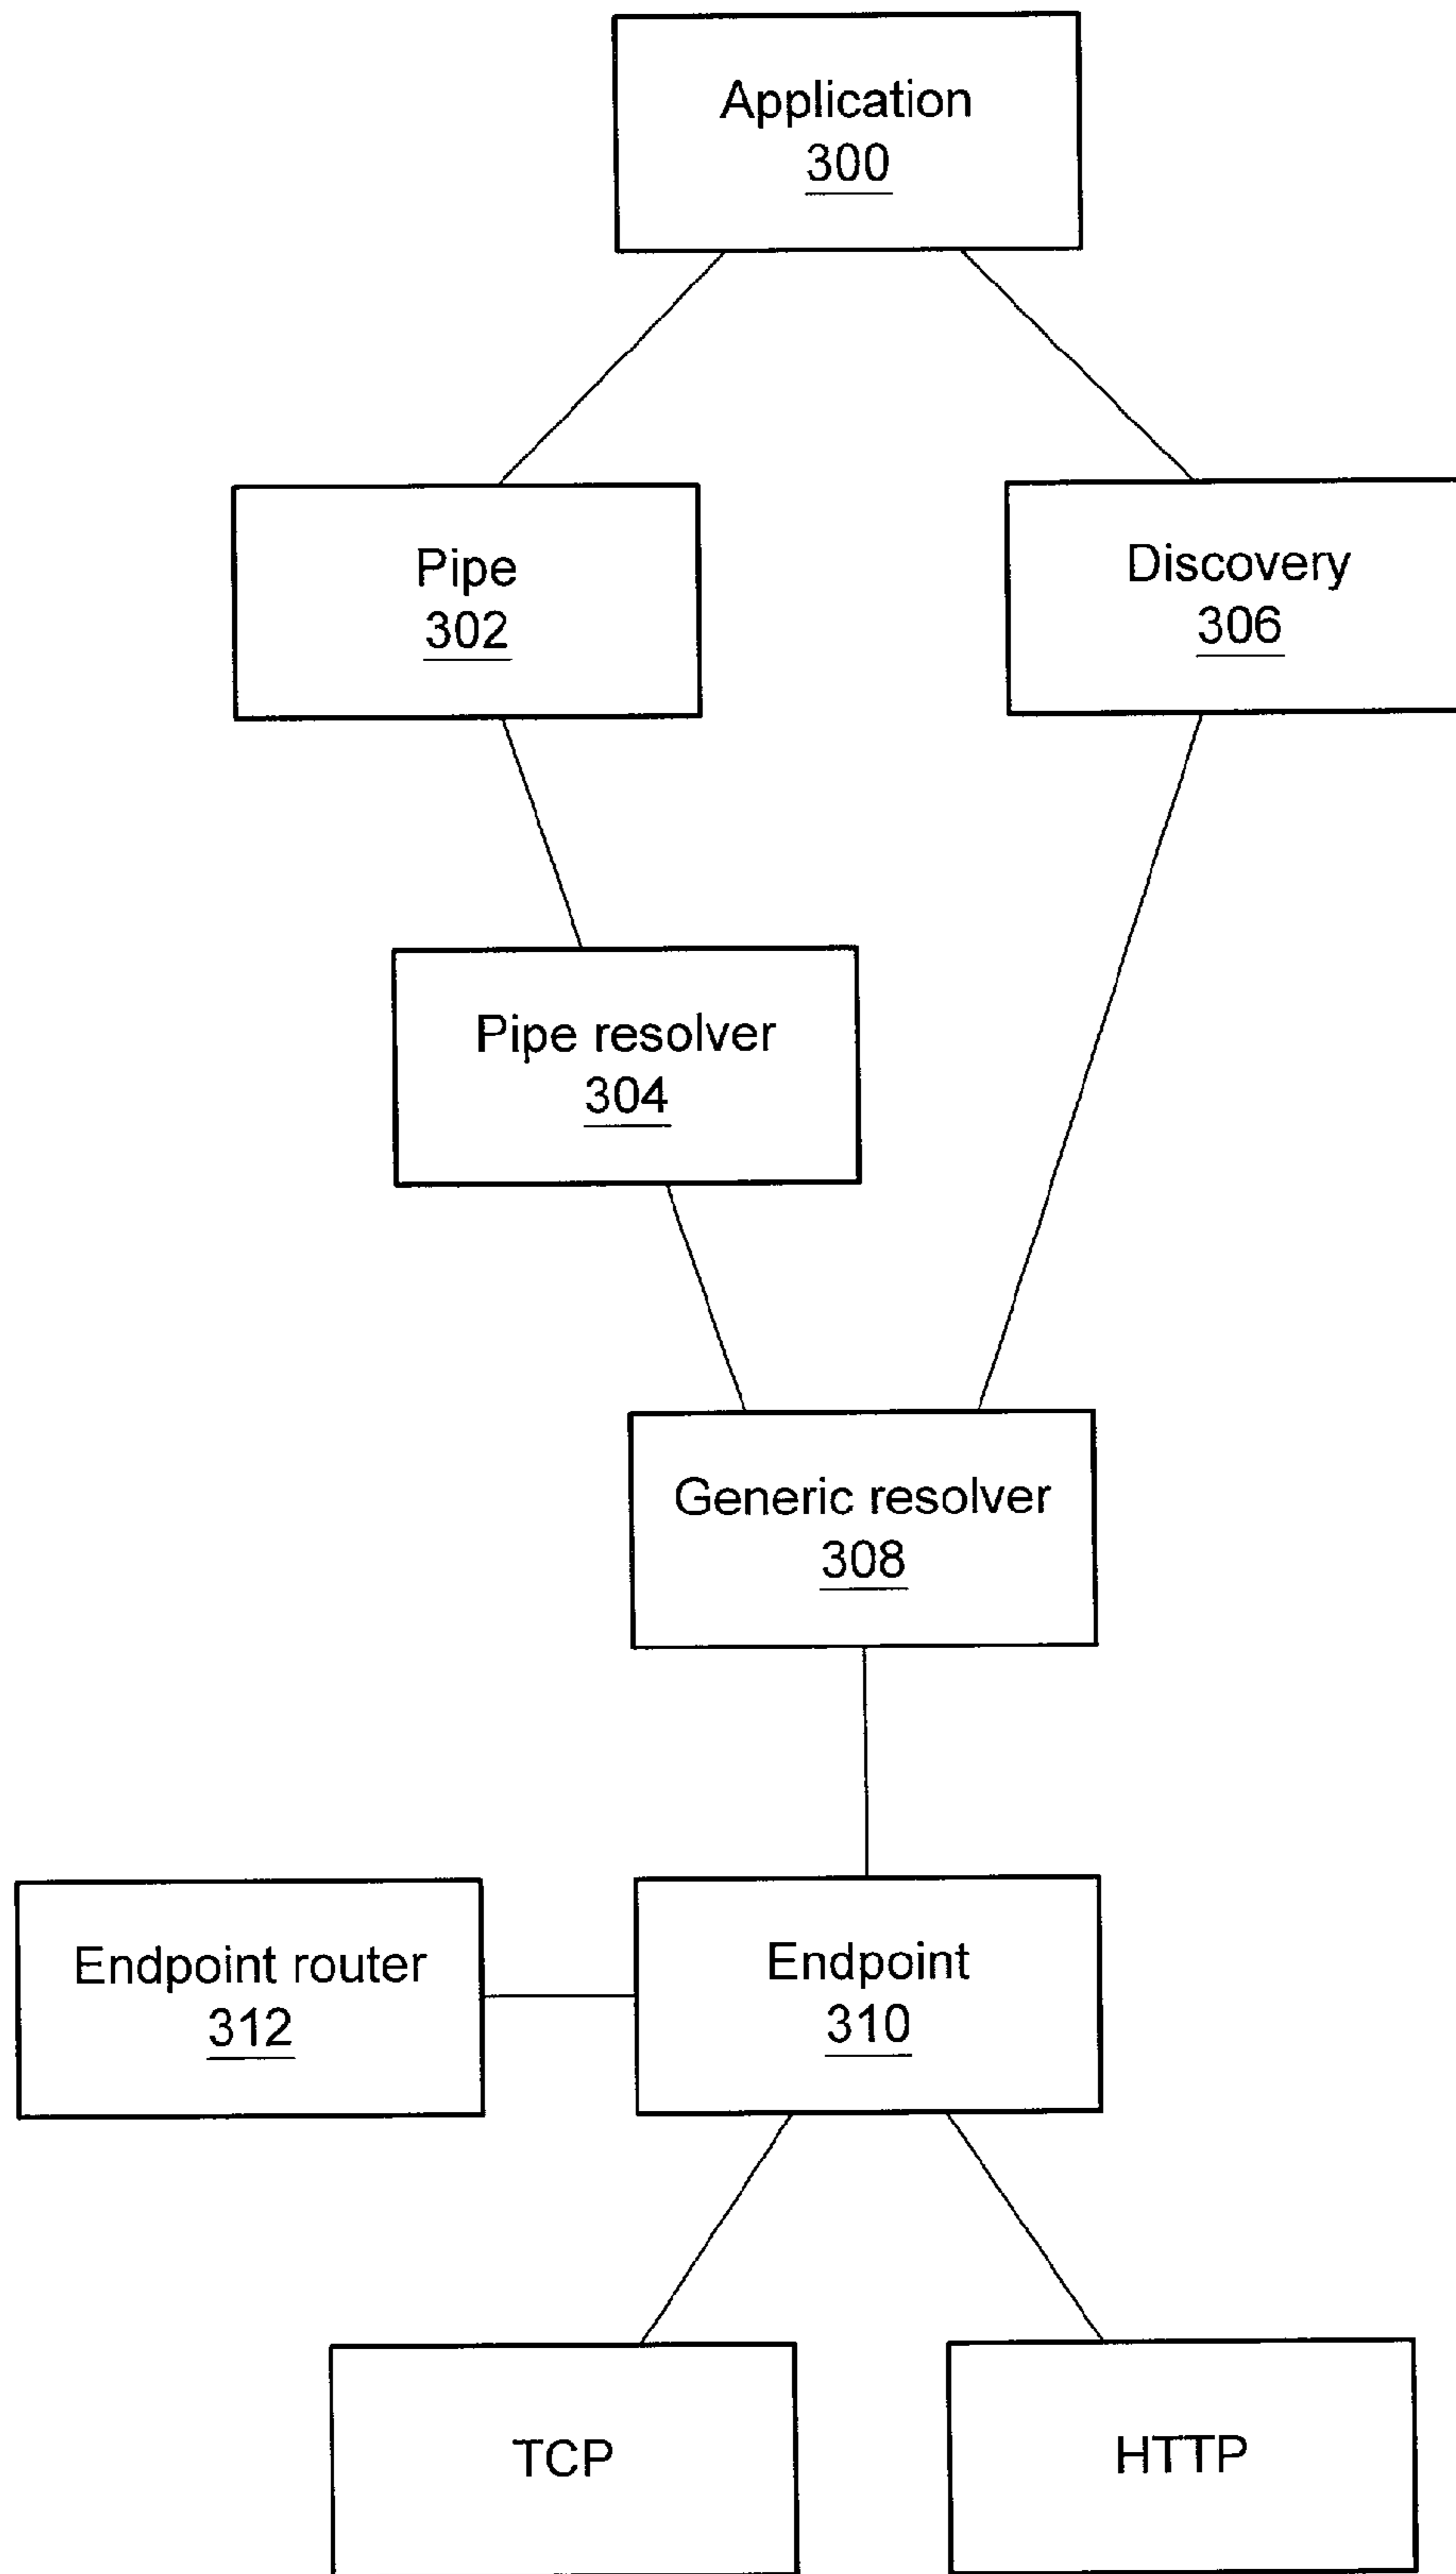 Application
300
Pipe
302
Discovery
306
Pipe resolver
304
Generic resolver
308
Endpoint router
312
Endpoint
310
TCP
HTTP